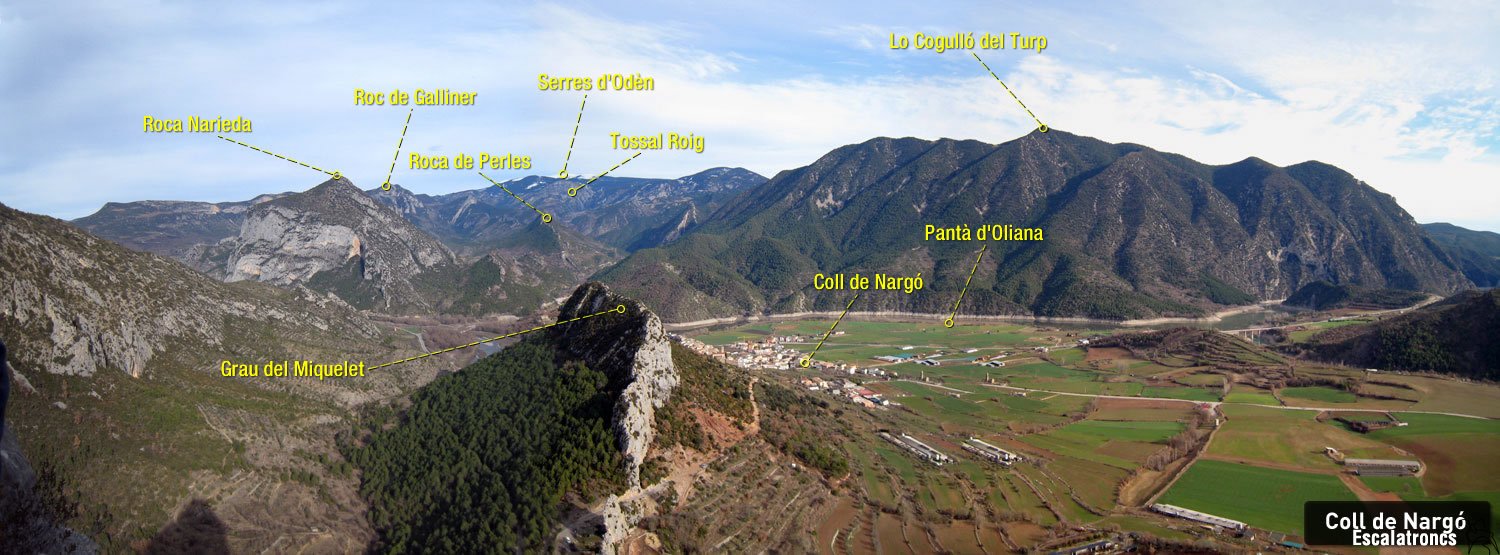 Lo Cogulló del Turp
Serres d'Odèn
Roc de Galliner
Roca Narieda
Tossal Roig
Roca de Perles
Pantà d'Oliana
Coll de Nargó
Grau del Miquelet
Coll de Nargó
Escalatroncs